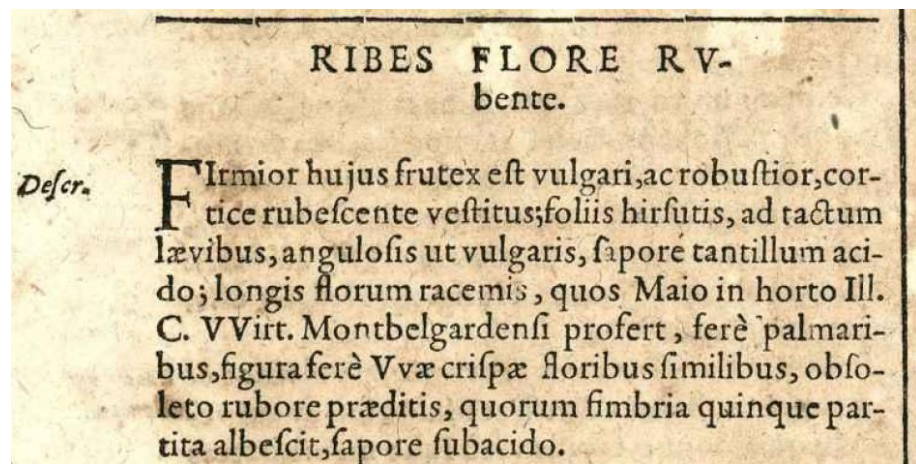 RIBES FLORE RV-
bente.
Deſcr.
FIrmior hujus frutex eſt vulgari, ac robuſtior, cor-
tice rubeſcente veſtitus; foliis hirſutis, ad tactum
lævibus, anguloſis ut vulgaris, ſapore tantillum aci-
do; longis florum racemis, quos Maio in horto Ill.
C. VVirt. Montbelgardenſi profert, ferè palmari-
bus, figura ferè Vvæ criſpæ floribus ſimilibus, obſo-
leto rubore præditis, quorum fimbria quinque par-
tita albeſcit, ſapore ſubacido.